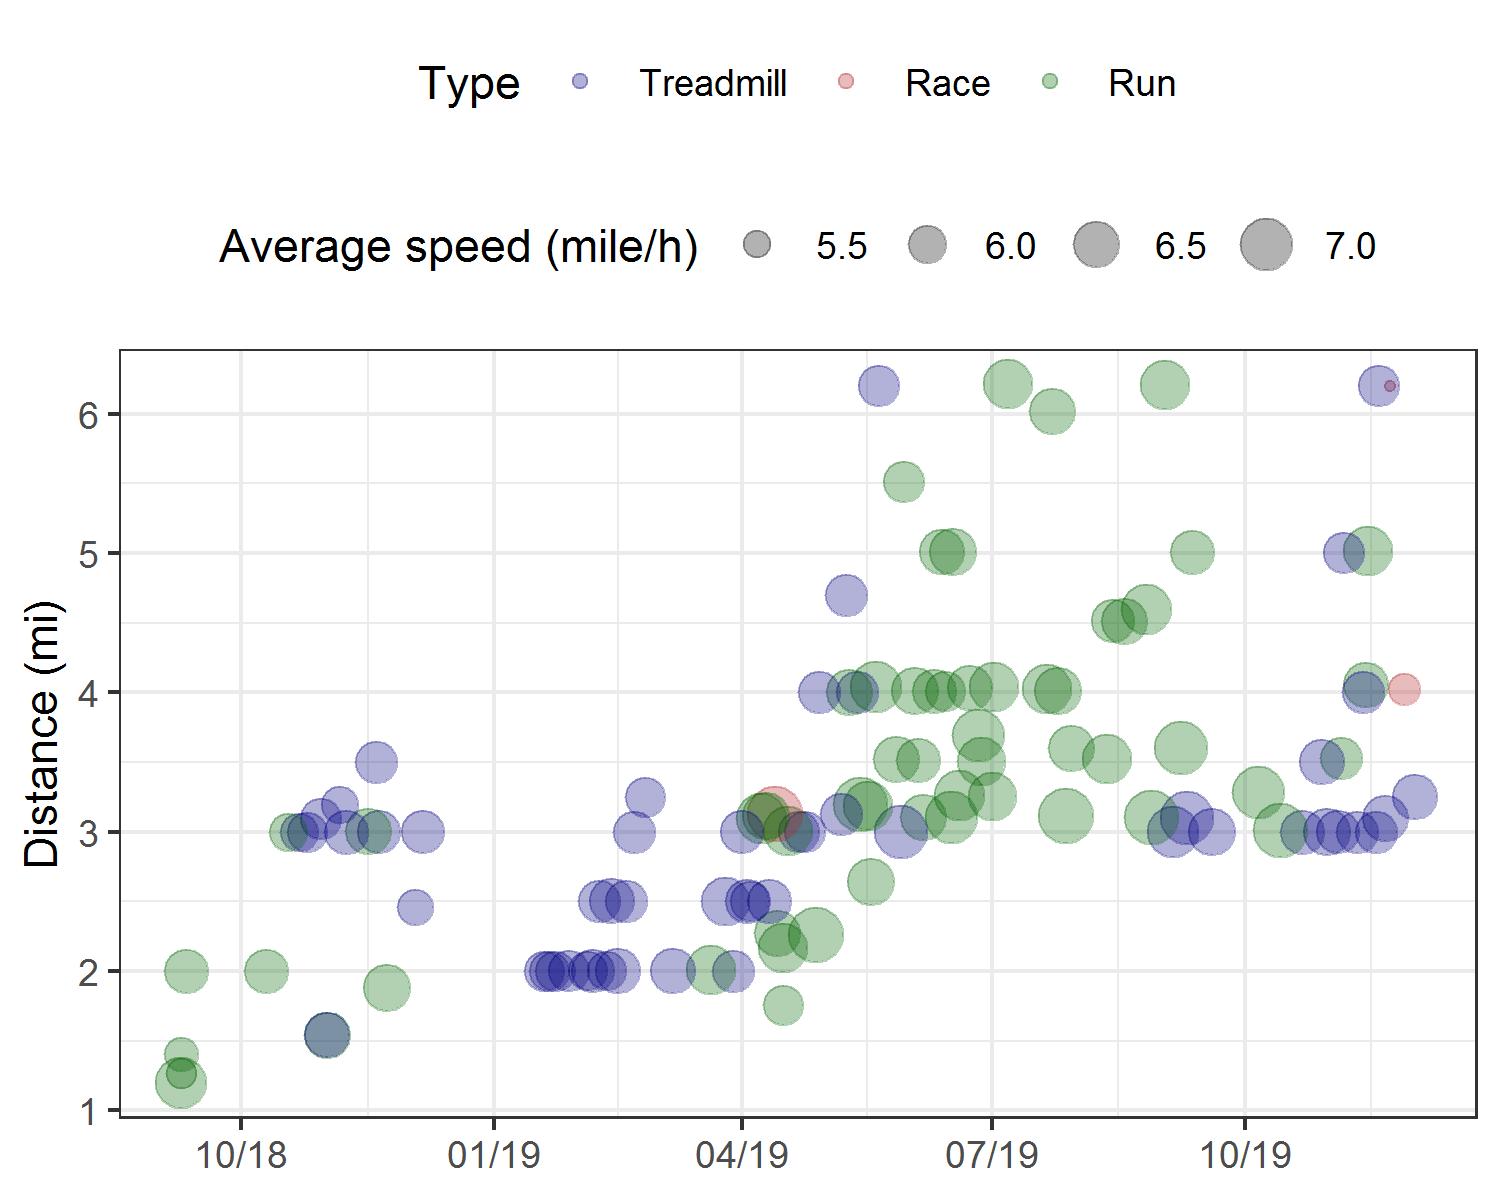 Type Treadmill Race Run
Average speed (mile/h) 5.5 6.0 6.5 7.0
Distance (mi)
6
5
4
3
2
1
10/18 01/19 04/19 07/19 10/19